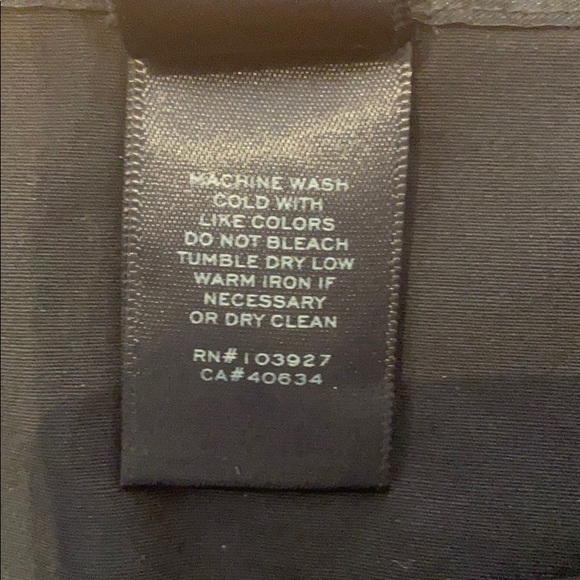 MACHINE WASH
COLD WITH
LIKE COLORS
DO NOT BLEACH
TUMBLE DRY LOW
WARM IRON IF
NECESSARY
OR DRY CLEAN
RN#103927
CA#40634